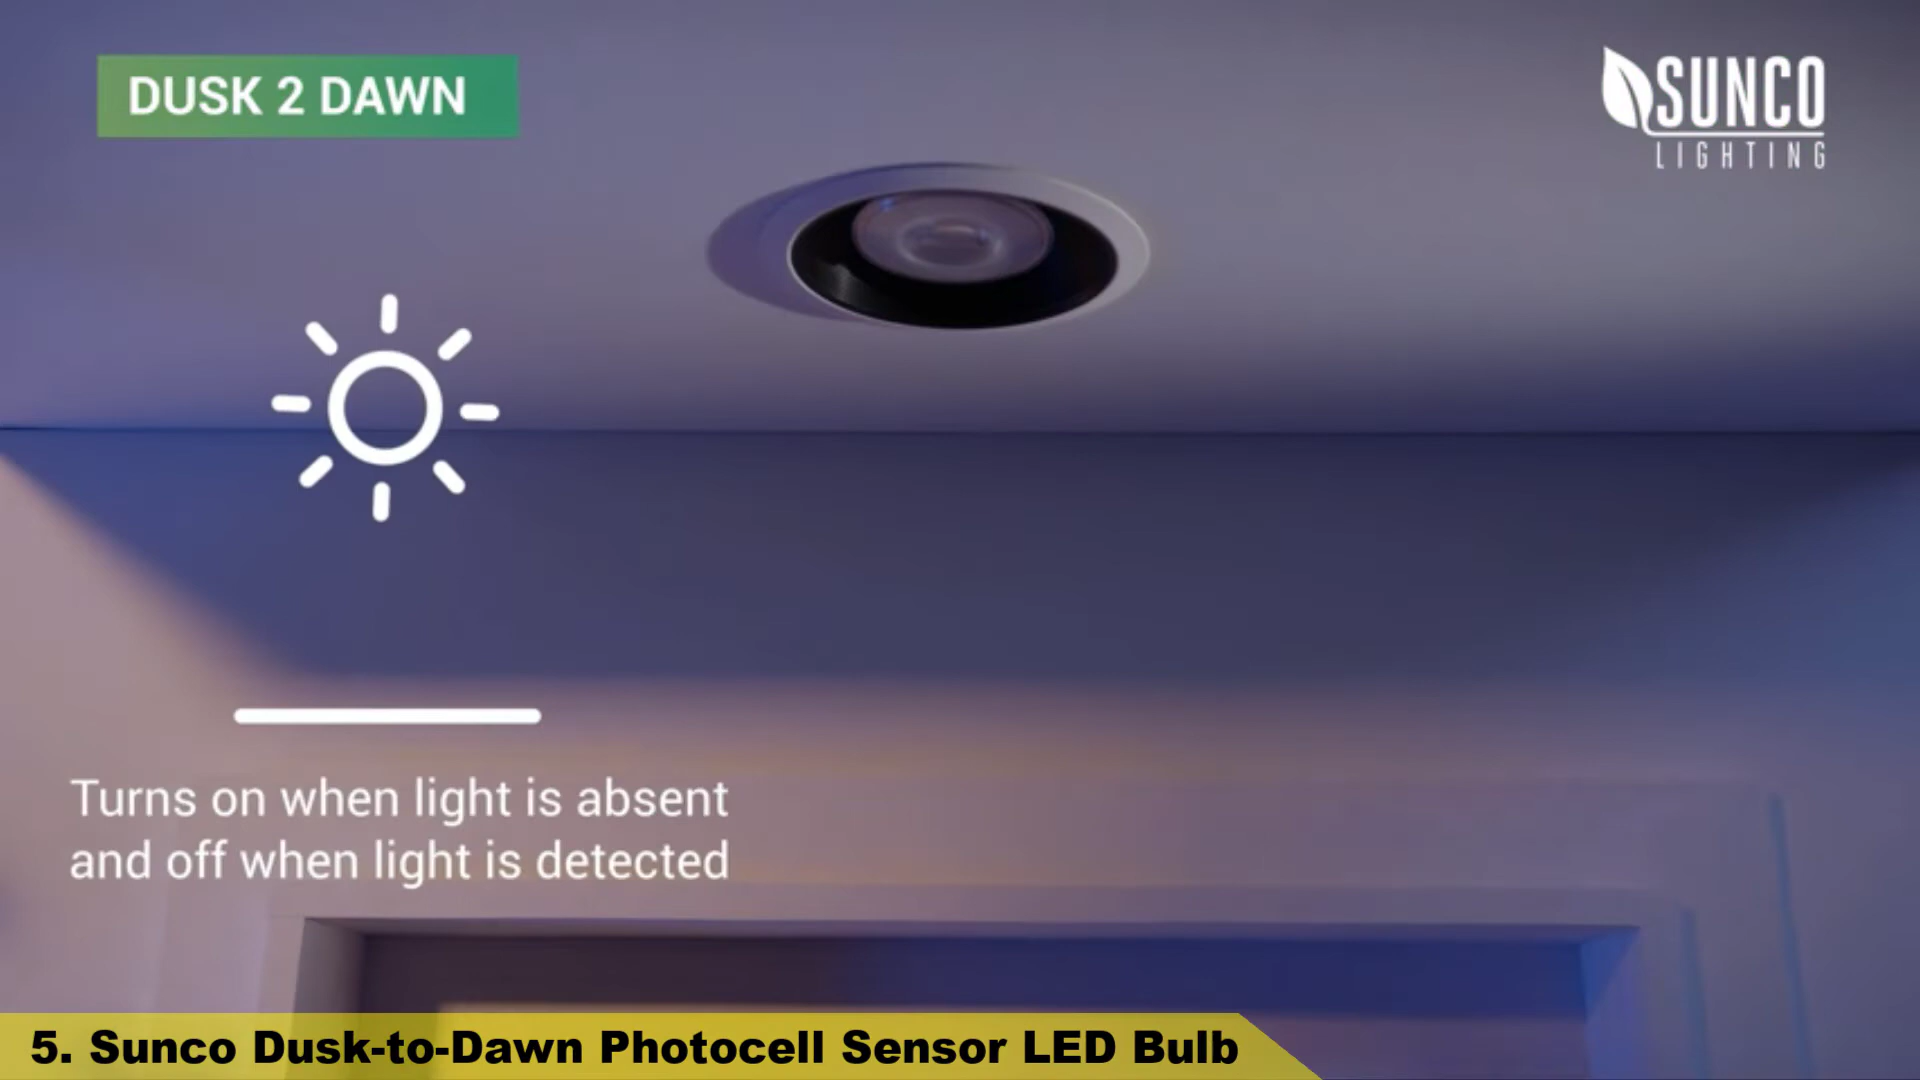 DUSK 2 DAWN
SUNCO
LIGHTING
Turns on when light is absent
and off when light is detected
5. Sunco Dusk-to-Dawn Photocell Sensor LED Bulb